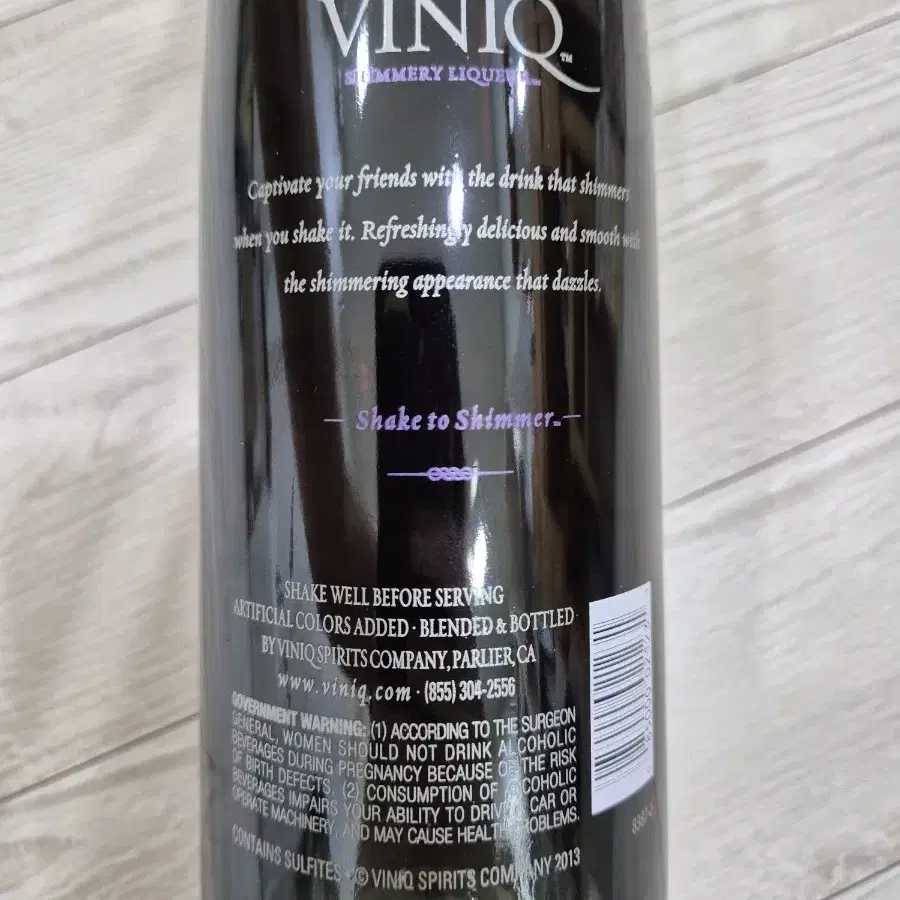 VINIQ™
SHIMMERY LIQUEUR™
Captivate your friends with the drink that shimmers
when you shake it. Refreshingly delicious and smooth with
the shimmering appearance that dazzles.
— Shake to Shimmer.™ —
SHAKE WELL BEFORE SERVING
ARTIFICIAL COLORS ADDED · BLENDED & BOTTLED
BY VINIQ SPIRITS COMPANY, PARLIER, CA
www.viniq.com · (855) 304-2556
GOVERNMENT WARNING: (1) ACCORDING TO THE SURGEON
GENERAL, WOMEN SHOULD NOT DRINK ALCOHOLIC
BEVERAGES DURING PREGNANCY BECAUSE OF THE RISK
OF BIRTH DEFECTS. (2) CONSUMPTION OF ALCOHOLIC
BEVERAGES IMPAIRS YOUR ABILITY TO DRIVE A CAR OR
OPERATE MACHINERY, AND MAY CAUSE HEALTH PROBLEMS.
CONTAINS SULFITES · © VINIQ SPIRITS COMPANY 2013